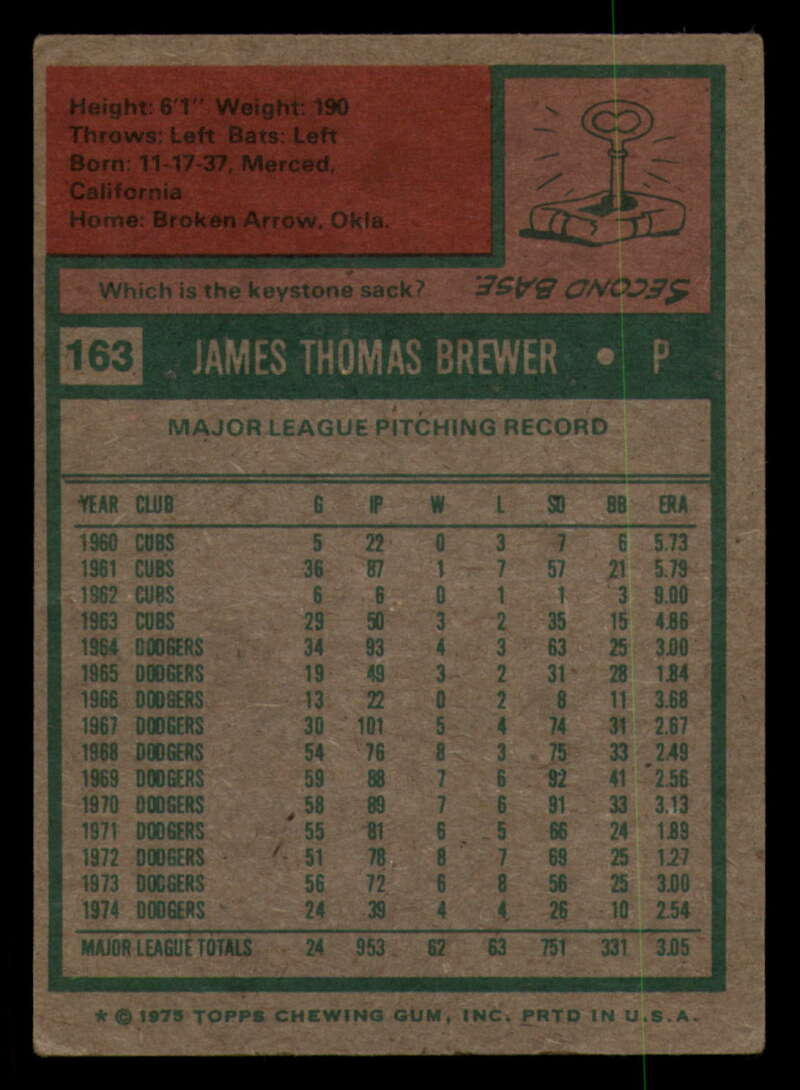 Height: 6'1" Weight: 190
Throws: Left Bats: Left
Born: 11-17-37, Merced,
California
Home: Broken Arrow, Okla.
Which is the keystone sack? SECOND BASE
163 JAMES THOMAS BREWER • P
MAJOR LEAGUE PITCHING RECORD
YEAR CLUB G IP W L SO BB ERA
1960 CUBS 5 22 0 3 7 6 5.73
1961 CUBS 36 87 1 7 57 21 5.79
1962 CUBS 6 6 0 1 1 3 9.00
1963 CUBS 29 50 3 2 35 15 4.86
1964 DODGERS 34 93 4 3 63 25 3.00
1965 DODGERS 19 49 3 2 31 28 1.84
1966 DODGERS 13 22 0 2 8 11 3.68
1967 DODGERS 30 101 5 4 74 31 2.67
1968 DODGERS 54 76 8 3 75 33 2.49
1969 DODGERS 59 88 7 6 92 41 2.56
1970 DODGERS 58 89 7 6 91 33 3.13
1971 DODGERS 55 81 6 5 66 24 1.89
1972 DODGERS 51 78 8 7 69 25 1.27
1973 DODGERS 56 72 6 8 56 25 3.00
1974 DODGERS 24 39 4 4 26 10 2.54
MAJOR LEAGUE TOTALS 24 953 62 63 751 331 3.05
* © 1975 TOPPS CHEWING GUM, INC. PRTD IN U.S.A.